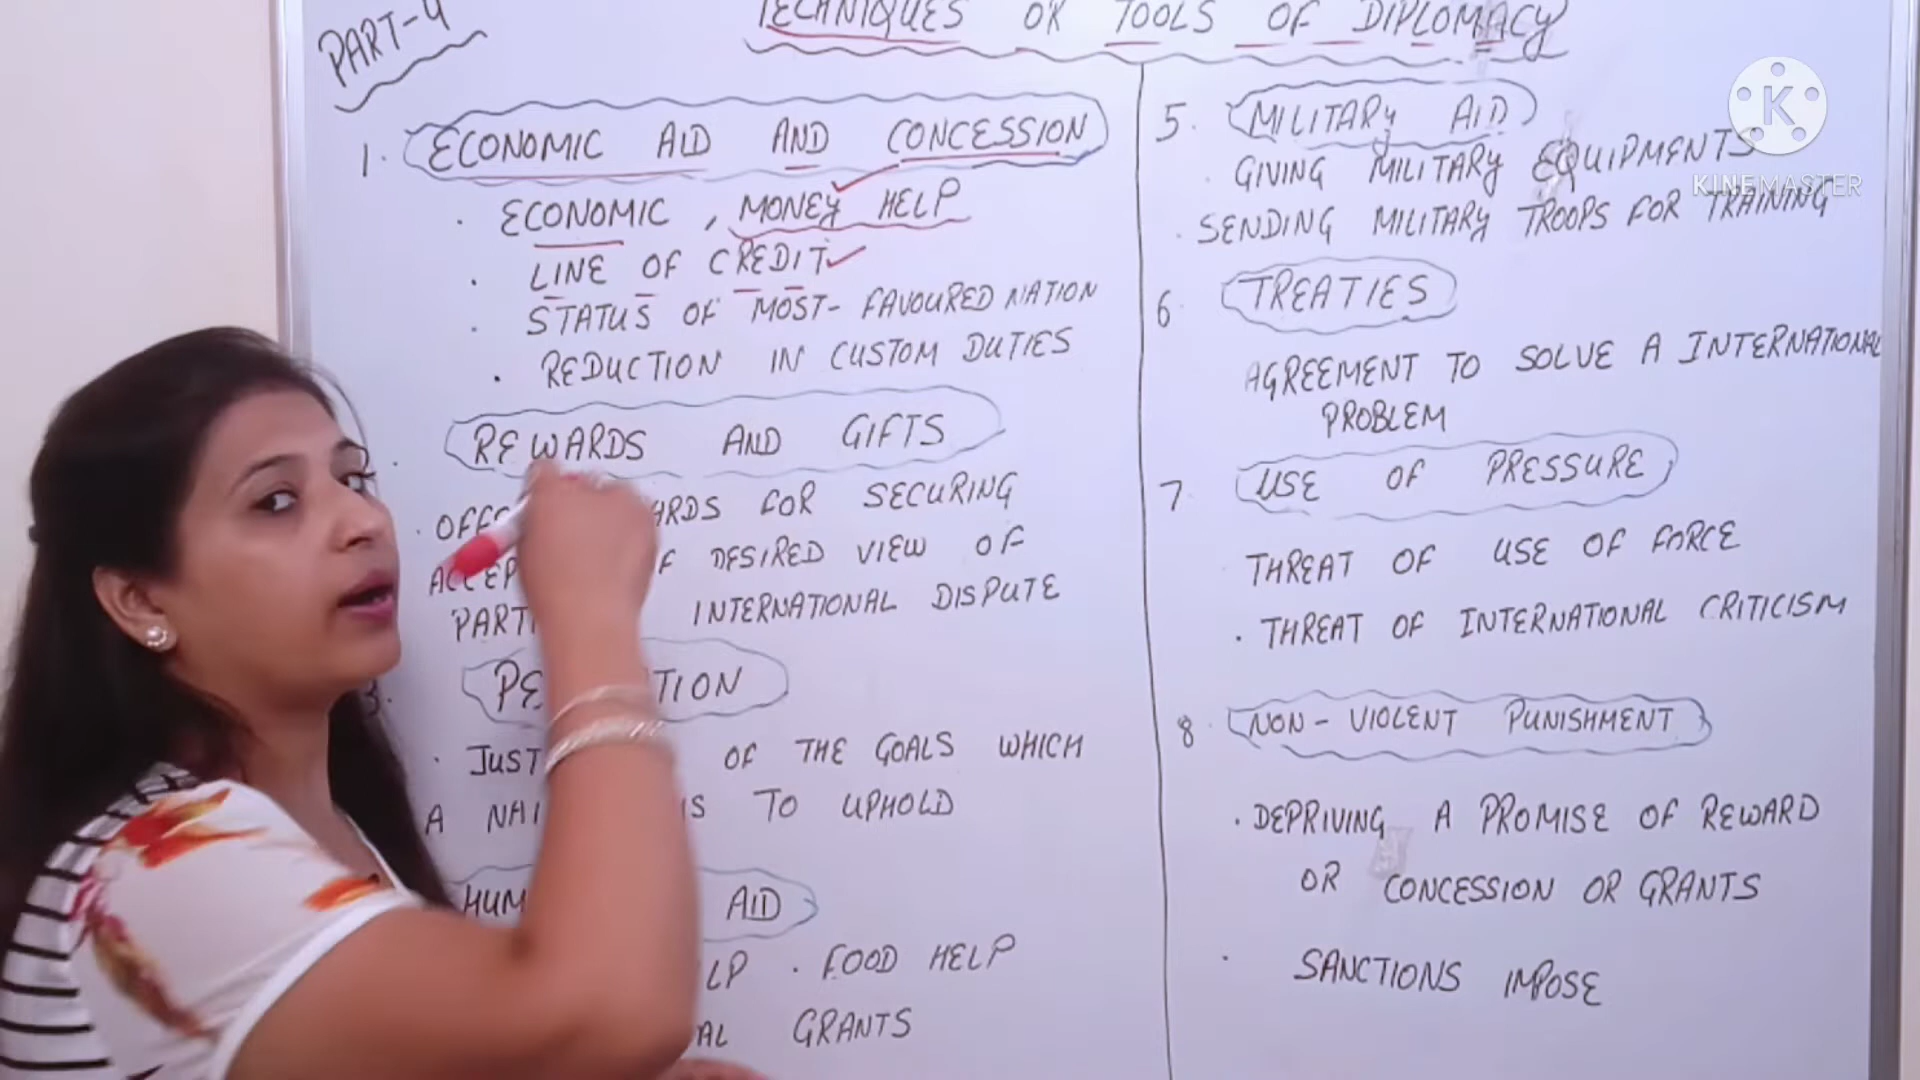 PART-4
TECHNIQUES OR TOOLS OF DIPLOMACY
1. ECONOMIC AID AND CONCESSION
· ECONOMIC, MONEY HELP
· LINE OF CREDIT
· STATUS OF MOST-FAVOURED NATION
· REDUCTION IN CUSTOM DUTIES
REWARDS AND GIFTS
· FOR SECURING
DESIRED VIEW OF
INTERNATIONAL DISPUTE
3.
· OF THE GOALS WHICH
A TO UPHOLD
AID
· FOOD HELP
GRANTS
5. MILITARY AID
· GIVING MILITARY EQUIPMENTS
· SENDING MILITARY TROOPS FOR TRAINING
6 TREATIES
AGREEMENT TO SOLVE A INTERNATIONAL
PROBLEM
7 USE OF PRESSURE
THREAT OF USE OF FORCE
· THREAT OF INTERNATIONAL CRITICISM
8. NON-VIOLENT PUNISHMENT
· DEPRIVING A PROMISE OF REWARD
OR CONCESSION OR GRANTS
· SANCTIONS IMPOSE
K
KINEMASTER